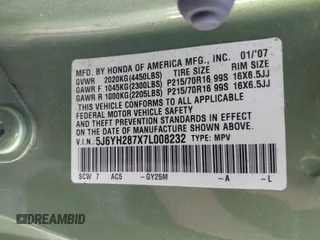 MFD. BY HONDA OF AMERICA MFG., INC. 01/'07
GVWR 2020KG(4450LBS) TIRE SIZE RIM SIZE
GAWR F 1045KG(2300LBS) P215/70R16 99S 16X6.5JJ
GAWR R 1000KG(2205LBS) P215/70R16 99S 16X6.5JJ
THIS VEHICLE CONFORMS TO ALL APPLICABLE
FEDERAL MOTOR VEHICLE SAFETY, BUMPER, AND
THEFT PREVENTION STANDARDS IN EFFECT ON THE
DATE OF MANUFACTURE SHOWN ABOVE.
V.I.N.:5J6YH287X7L008232 TYPE: MPV
SCW 7 AC5 -GY25M -A -L
DREAMBID